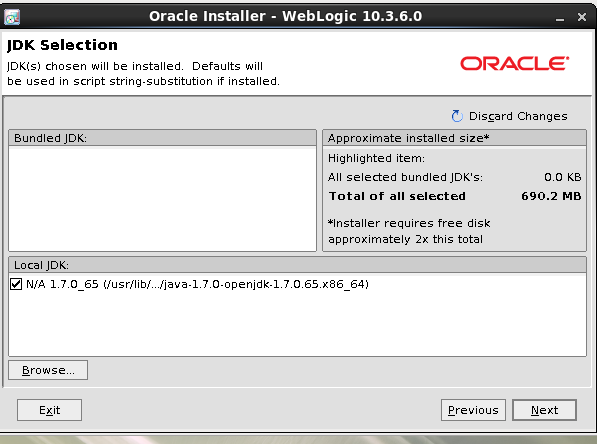 Oracle Installer - WebLogic 10.3.6.0
JDK Selection
JDK(s) chosen will be installed. Defaults will
be used in script string-substitution if installed.
ORACLE
Discard Changes
Bundled JDK:
Approximate installed size*
Highlighted item:
All selected bundled JDK's: 0.0 KB
Total of all selected 690.2 MB
*Installer requires free disk
approximately 2x this total
Local JDK:
N/A 1.7.0_65 (/usr/lib/.../java-1.7.0-openjdk-1.7.0.65.x86_64)
Browse...
Exit
Previous
Next